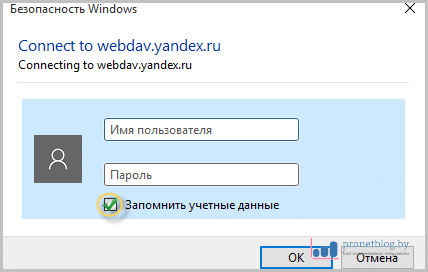 Безопасность Windows
Connect to webdav.yandex.ru
Connecting to webdav.yandex.ru
Имя пользователя
Пароль
Запомнить учетные данные
pronetblog.by
OK
Отмена